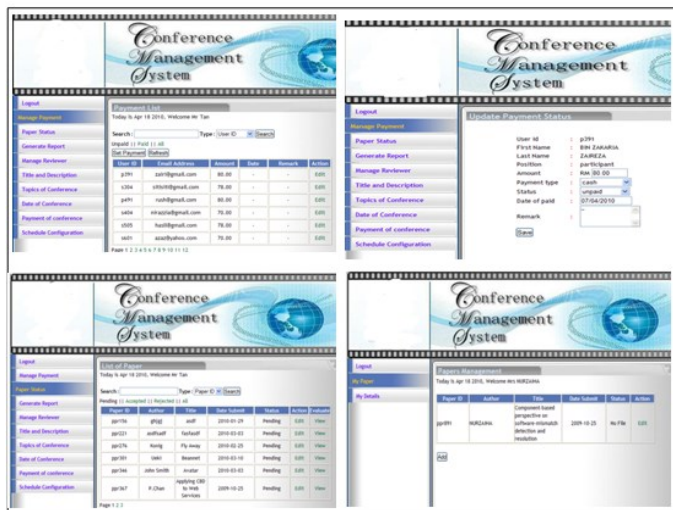 Conference
Management
System
Logout
Manage Payment
Paper Status
Generate Report
Manage Reviewer
Title and Description
Topics of Conference
Date of Conference
Payment of conference
Schedule Configuration
Payment List
Today is Apr 18 2010, Welcome Mr Tan
Search: Type: User ID Search
Unpaid || Paid || All
Set Payment Refresh
User ID Email Address Amount Date Remark Action
p391 zairi@gmail.com 80.00 - - Edit
s304 80.00 - - Edit
p491 rush@gmail.com 80.00 - - Edit
s404 70.00 - - Edit
s505 hasli@gmail.com 78.00 - - Edit
azaz@yahoo.com 70.00 - - Edit
Page 1 2 3 4 5 6 7 8 9 10 11 12
Conference
Management
System
Logout
Manage Payment
Paper Status
Generate Report
Manage Reviewer
Title and Description
Topics of Conference
Date of Conference
Payment of conference
Schedule Configuration
Update Payment Status
User Id : p391
First Name : BIN ZAKARIA
Last Name : ZAIREZA
Position : participant
Amount : RM 80.00
Payment type : cash
Status : unpaid
Date of paid : 07/04/2010
Remark : -
Save
Conference
Management
System
Logout
Manage Payment
Paper Status
Generate Report
Manage Reviewer
Title and Description
Topics of Conference
Date of Conference
Payment of conference
Schedule Configuration
List of Paper
Today is Apr 18 2010, Welcome Mr Tan
Search: Type: Paper ID Search
Pending || Accepted || Rejected || All
Paper ID Author Title Date Submit Status Action Evaluate
ppr156 asdf 2010-01-29 Pending Edit View
ppr221 asdfsadf 2010-03-03 Pending Edit View
ppr276 Konig Fly Away 2010-02-25 Pending Edit View
ppr301 Beamnet 2010-03-10 Pending Edit View
ppr346 John Smith Avatar 2010-03-03 Pending Edit View
ppr367 P.Chan Applying CBD to Web Services 2009-10-25 Pending Edit View
Page 1 2 3
Conference
Management
System
Logout
My Paper
My Details
Papers Management
Today is Apr 18 2010, Welcome Mrs NURZAIMA
Paper ID Author Title Date Submit Status Action
ppr891 NURZAIMA Component-based perspective on software mismatch detection and resolution 2009-10-25 No File Edit
Add